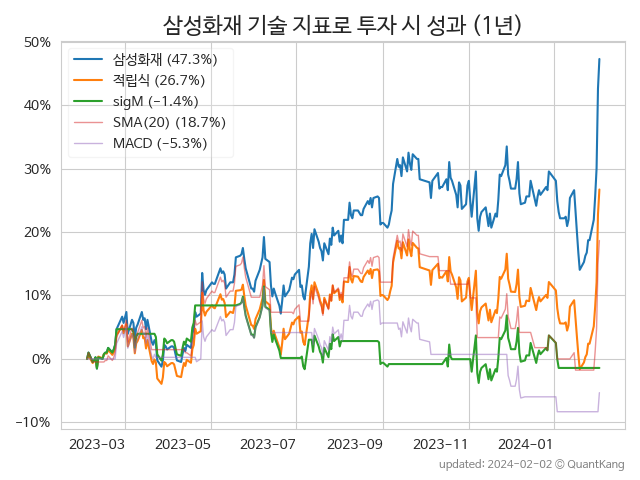 삼성화재 기술 지표로 투자 시 성과 (1년)
50%
40%
30%
20%
10%
0%
−10%
삼성화재 (47.3%)
적립식 (26.7%)
sigM (−1.4%)
SMA(20) (18.7%)
MACD (−5.3%)
2023−03 2023−05 2023−07 2023−09 2023−11 2024−01
updated: 2024-02-02 © QuantKang